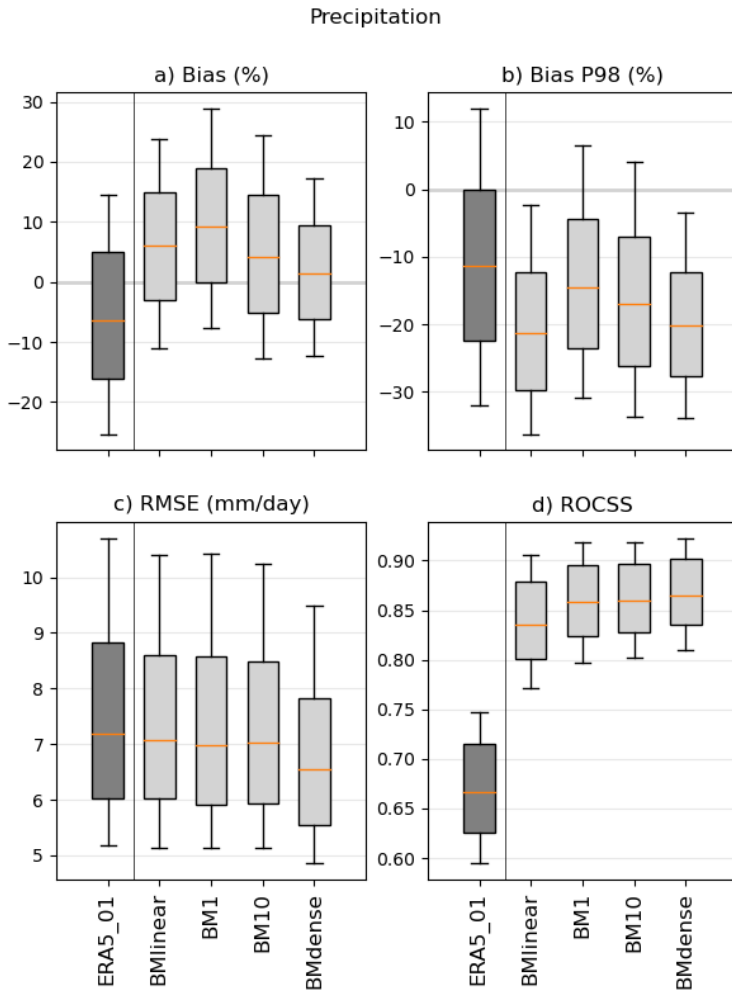 Precipitation
a) Bias (%)
30
20
10
0
−10
−20
b) Bias P98 (%)
10
0
−10
−20
−30
c) RMSE (mm/day)
10
9
8
7
6
5
ERA5_01
BMlinear
BM1
BM10
BMdense
d) ROCSS
0.90
0.85
0.80
0.75
0.70
0.65
0.60
ERA5_01
BMlinear
BM1
BM10
BMdense